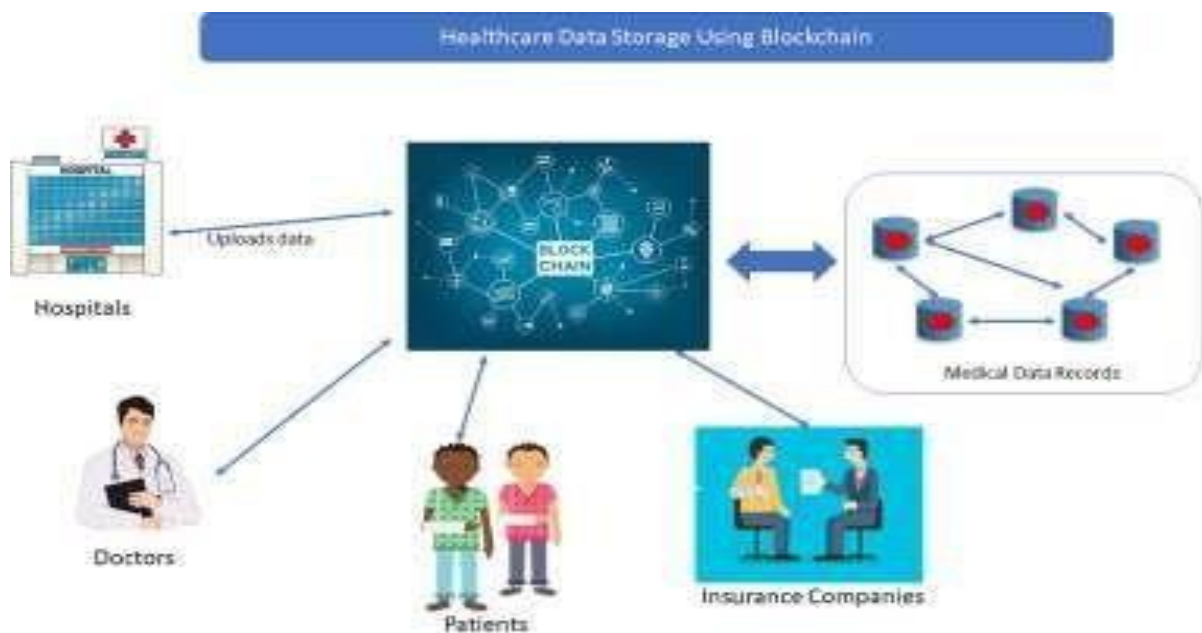 Healthcare Data Storage Using Blockchain
HOSPITAL
Uploads data
Hospitals
BLOCK
CHAIN
Medical Data Records
Doctors
Patients
Insurance Companies